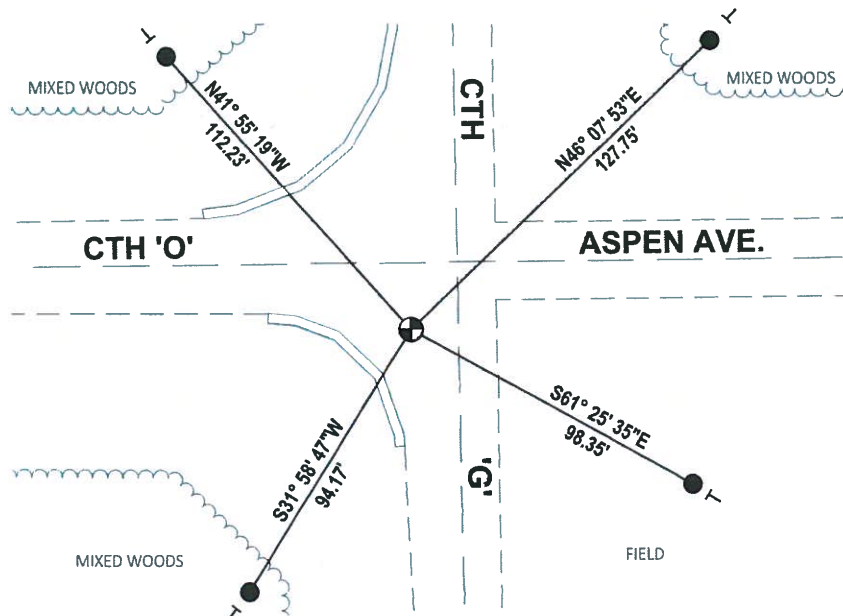 MIXED WOODS
N41° 55' 19"W
112.23'
CTH
N46° 07' 53"E
127.75'
MIXED WOODS
CTH 'O'
ASPEN AVE.
S31° 58' 47"W
94.17'
S61° 25' 35"E
98.35'
'G'
MIXED WOODS
FIELD